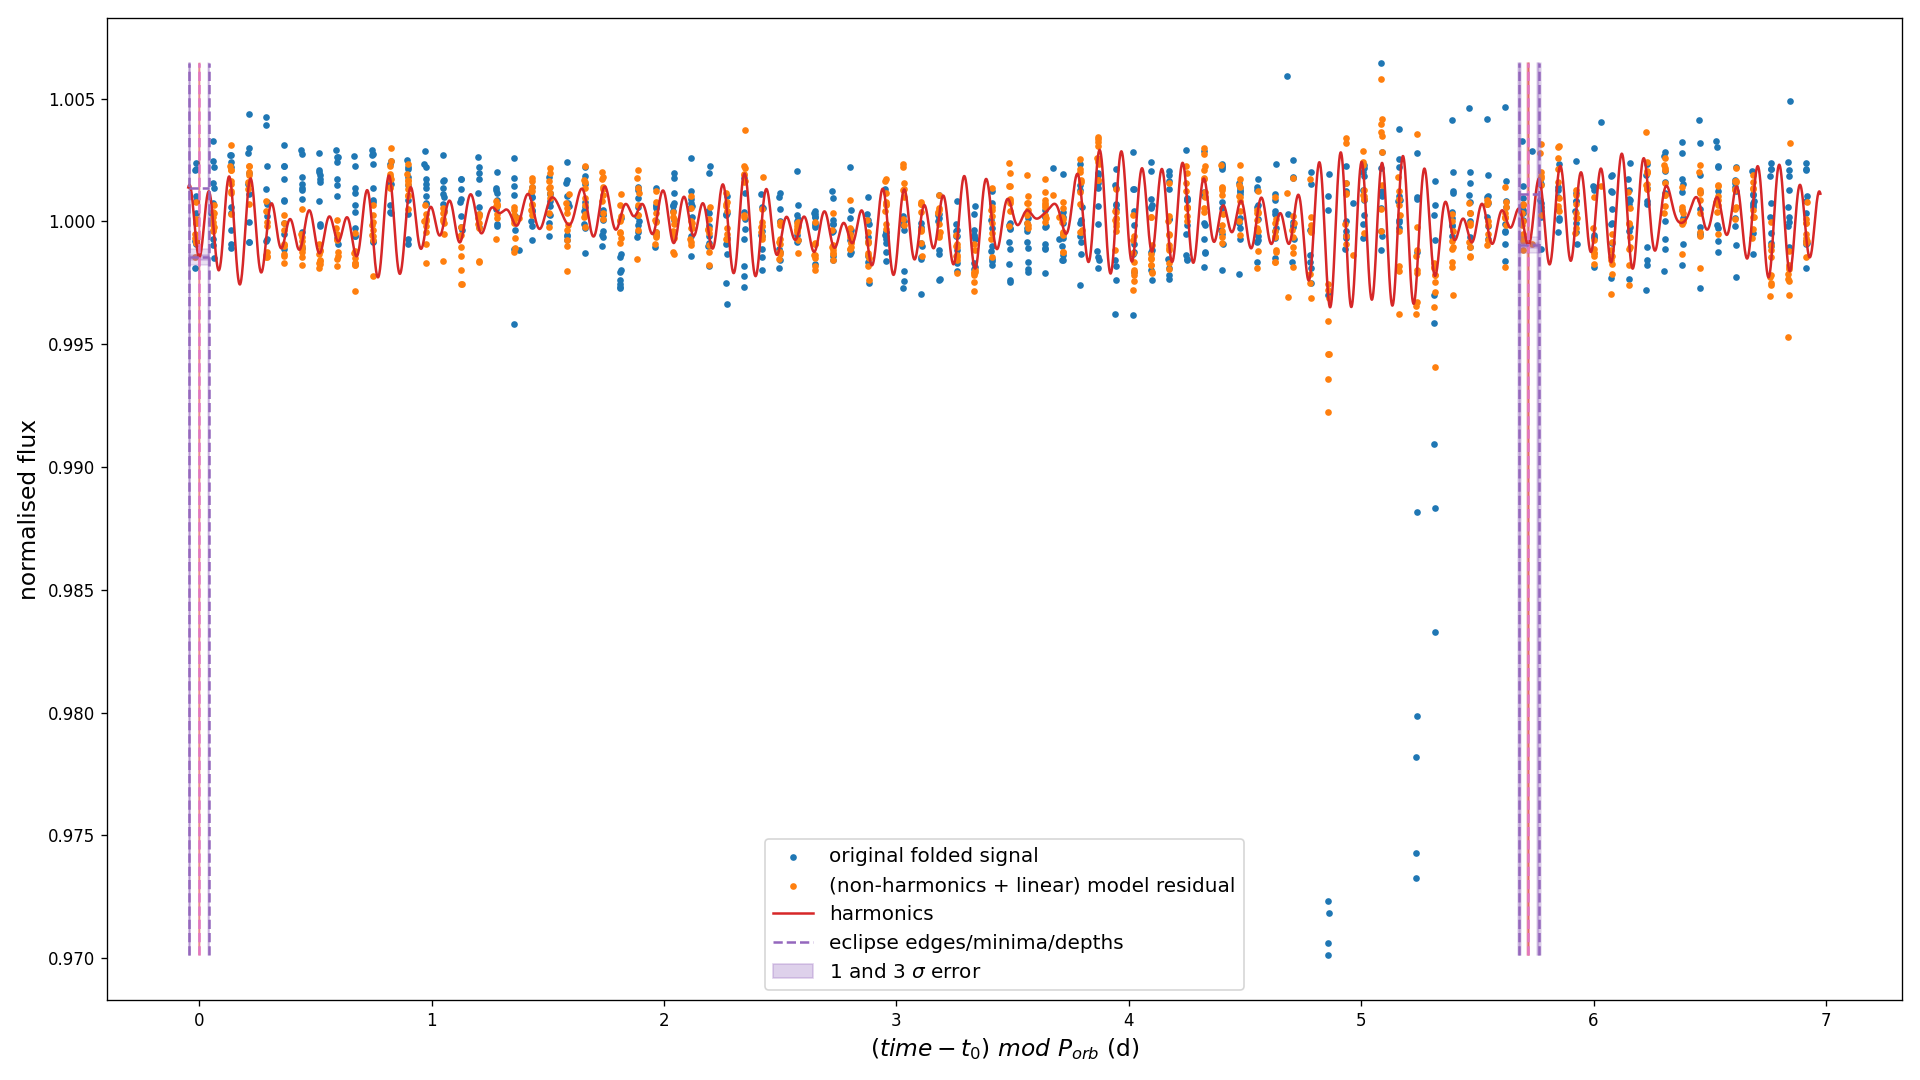 1.005
1.000
0.995
0.990
0.985
0.980
0.975
0.970
normalised flux
original folded signal
(non-harmonics + linear) model residual
harmonics
eclipse edges/minima/depths
1 and 3 σ error
0 1 2 3 4 5 6 7
(time − t₀) mod Pₒᵣb (d)